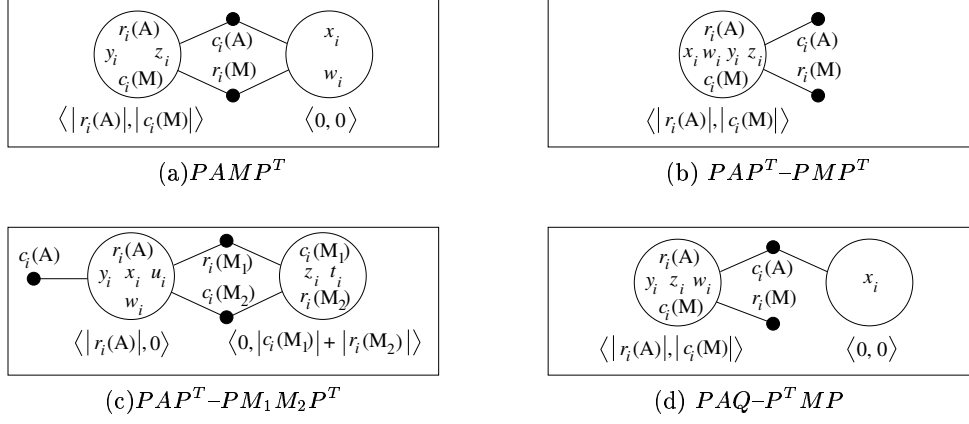 r_i(A)
y_i z_i
c_i(M)
c_i(A)
r_i(M)
x_i
w_i
⟨|r_i(A)|,|c_i(M)|⟩
⟨0, 0⟩
(a)PAMP^T
r_i(A)
x_i w_i y_i z_i
c_i(M)
c_i(A)
r_i(M)
⟨|r_i(A)|,|c_i(M)|⟩
(b) PAP^T–PMP^T
c_i(A)
r_i(A)
y_i x_i u_i
w_i
r_i(M_1)
c_i(M_2)
c_i(M_1)
z_i t_i
r_i(M_2)
⟨|r_i(A)|,0⟩
⟨0,|c_i(M_1)| + |r_i(M_2)|⟩
(c)PAP^T–PM_1M_2P^T
r_i(A)
y_i z_i w_i
c_i(M)
c_i(A)
r_i(M)
x_i
⟨|r_i(A)|,|c_i(M)|⟩
⟨0, 0⟩
(d) PAQ–P^TMP